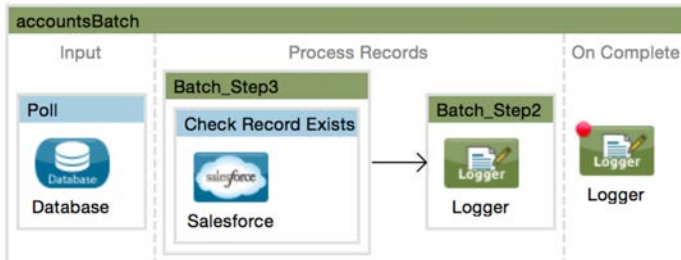 accountsBatch
Input
Process Records
On Complete
Batch_Step3
Poll
Check Record Exists
Batch_Step2
Database
salesforce
Logger
Logger
Database
Salesforce
Logger
Logger